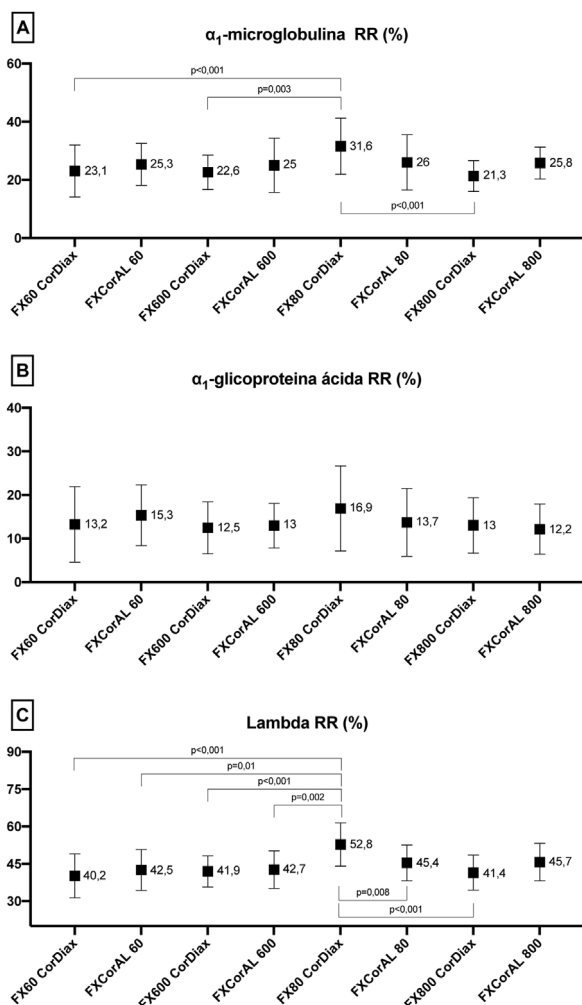 A
α1-microglobulina RR (%)
60
40
20
0
p<0,001
p=0,003
p<0,001
23,1
25,3
22,6
25
31,6
26
21,3
25,8
FX60 CorDiax
FXCorAL 60
FX600 CorDiax
FXCorAL 600
FX80 CorDiax
FXCorAL 80
FX800 CorDiax
FXCorAL 800
B
α1-glicoproteina ácida RR (%)
40
30
20
10
0
13,2
15,3
12,5
13
16,9
13,7
13
12,2
FX60 CorDiax
FXCorAL 60
FX600 CorDiax
FXCorAL 600
FX80 CorDiax
FXCorAL 80
FX800 CorDiax
FXCorAL 800
C
Lambda RR (%)
90
75
60
45
30
p<0,001
p=0,01
p<0,001
p=0,002
p=0,008
p<0,001
40,2
42,5
41,9
42,7
52,8
45,4
41,4
45,7
FX60 CorDiax
FXCorAL 60
FX600 CorDiax
FXCorAL 600
FX80 CorDiax
FXCorAL 80
FX800 CorDiax
FXCorAL 800